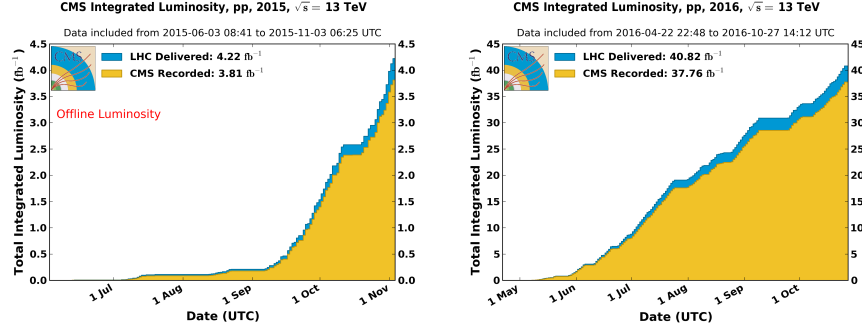 CMS Integrated Luminosity, pp, 2015, √s = 13 TeV
Data included from 2015-06-03 08:41 to 2015-11-03 06:25 UTC
Total Integrated Luminosity (fb⁻¹)
4.5
4.0
3.5
3.0
2.5
2.0
1.5
1.0
0.5
0.0
CMS
LHC Delivered: 4.22 fb⁻¹
CMS Recorded: 3.81 fb⁻¹
Offline Luminosity
4.5
4.0
3.5
3.0
2.5
2.0
1.5
1.0
0.5
0.0
1 Jul
1 Aug
1 Sep
1 Oct
1 Nov
Date (UTC)
CMS Integrated Luminosity, pp, 2016, √s = 13 TeV
Data included from 2016-04-22 22:48 to 2016-10-27 14:12 UTC
Total Integrated Luminosity (fb⁻¹)
45
40
35
30
25
20
15
10
5
0
CMS
LHC Delivered: 40.82 fb⁻¹
CMS Recorded: 37.76 fb⁻¹
45
40
35
30
25
20
15
10
5
0
1 May
1 Jun
1 Jul
1 Aug
1 Sep
1 Oct
Date (UTC)